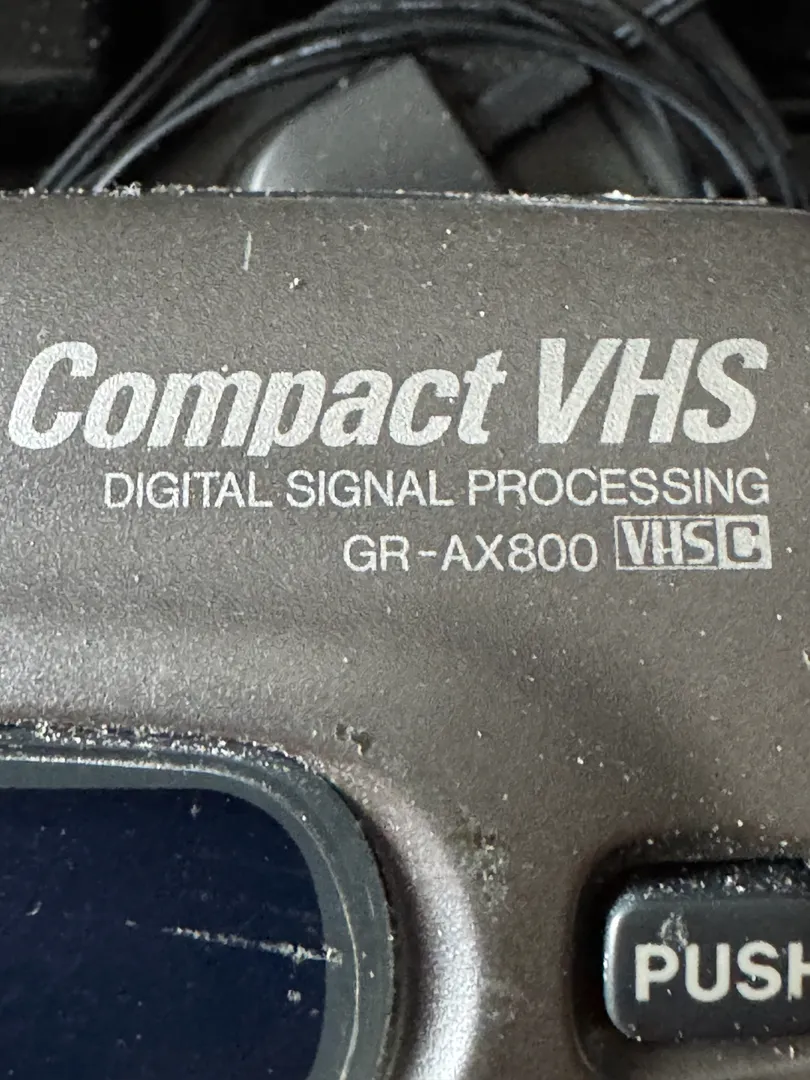 Compact VHS
DIGITAL SIGNAL PROCESSING
GR-AX800 VHS C
PUSH